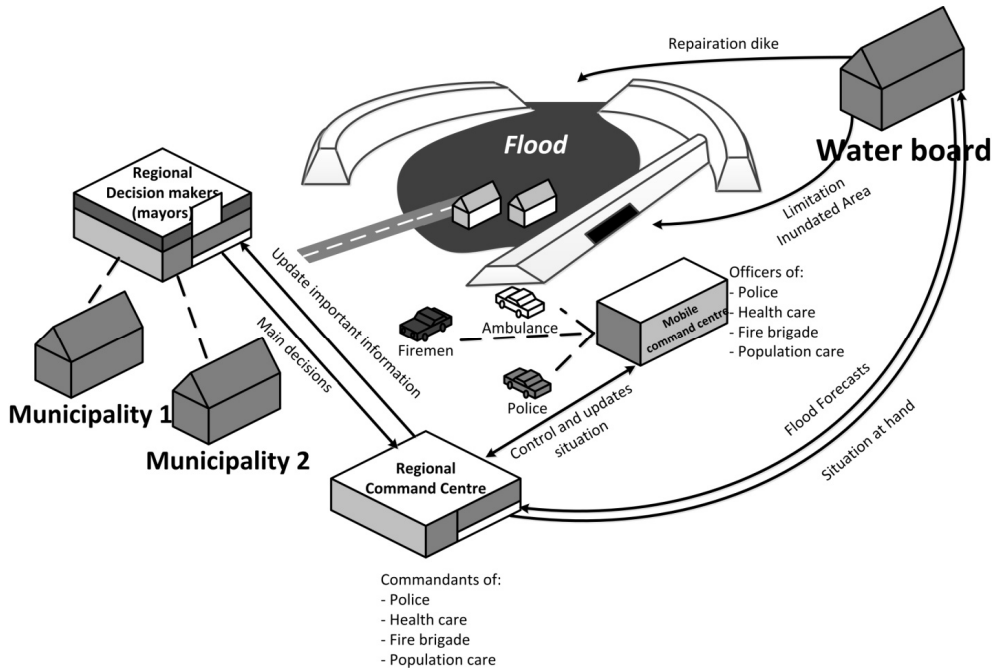 Repairation dike
Flood
Water board
Regional
Decision makers
(mayors)
Limitation
Inundated Area
Update important information
Main decisions
Officers of:
- Police
- Health care
- Fire brigade
- Population care
Mobile
command centre
Ambulance
Firemen
Police
Municipality 1
Municipality 2
Control and updates
situation
Flood Forecasts
Situation at hand
Regional
Command Centre
Commandants of:
- Police
- Health care
- Fire brigade
- Population care